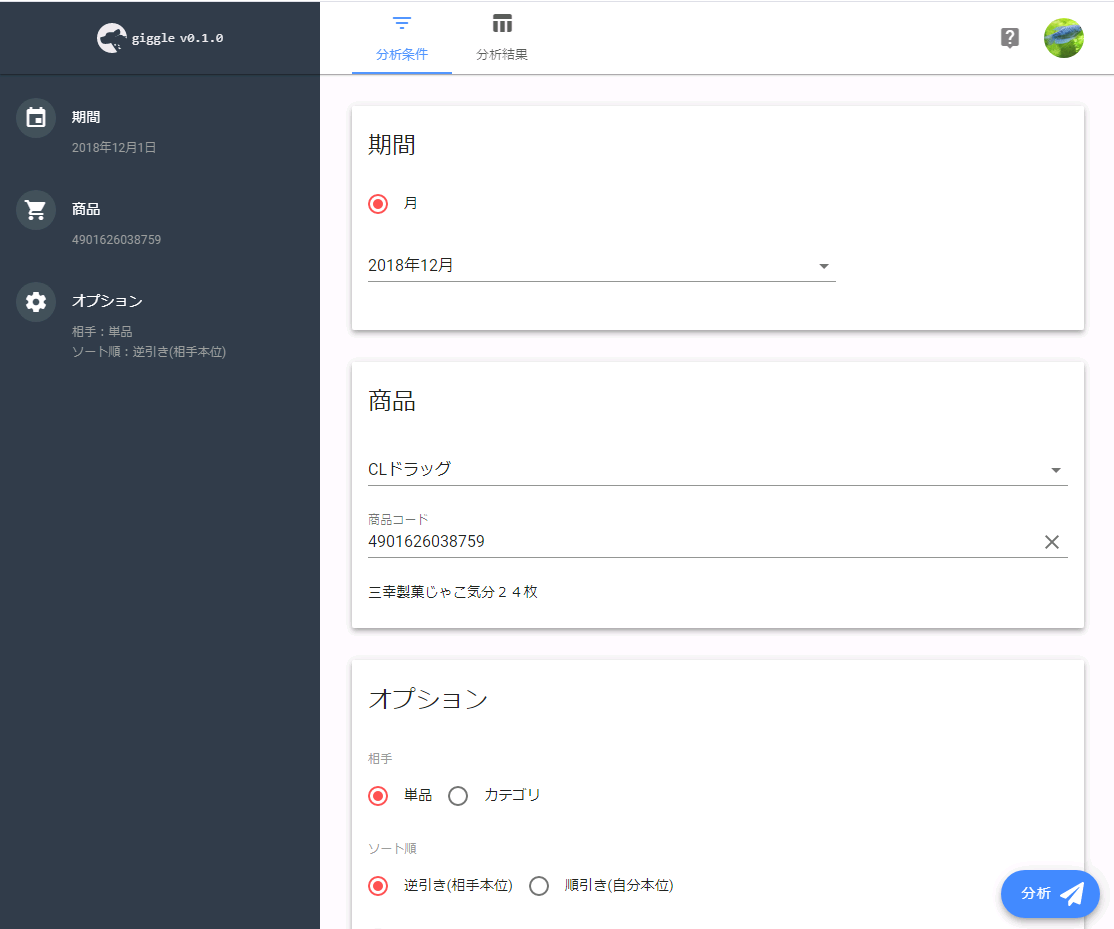 giggle v0.1.0
分析条件
分析結果
期間
2018年12月1日
商品
4901626038759
オプション
相手：単品
ソート順：逆引き(相手本位)
期間
月
2018年12月
商品
CLドラッグ
商品コード
4901626038759
三幸製菓じゃこ気分２４枚
オプション
相手
単品 カテゴリ
ソート順
逆引き(相手本位) 順引き(自分本位)
分析